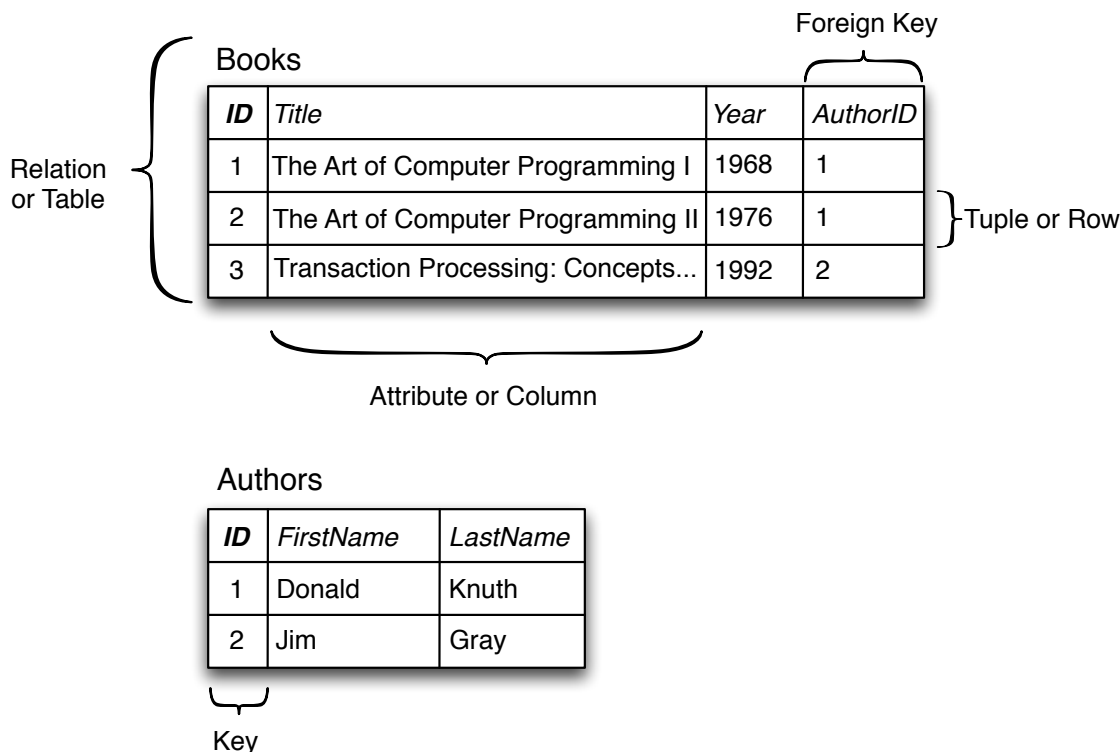 Foreign Key
Books
ID Title Year AuthorID
1 The Art of Computer Programming I 1968 1
Relation
or Table
2 The Art of Computer Programming II 1976 1
Tuple or Row
3 Transaction Processing: Concepts... 1992 2
Attribute or Column
Authors
ID FirstName LastName
1 Donald Knuth
2 Jim Gray
Key